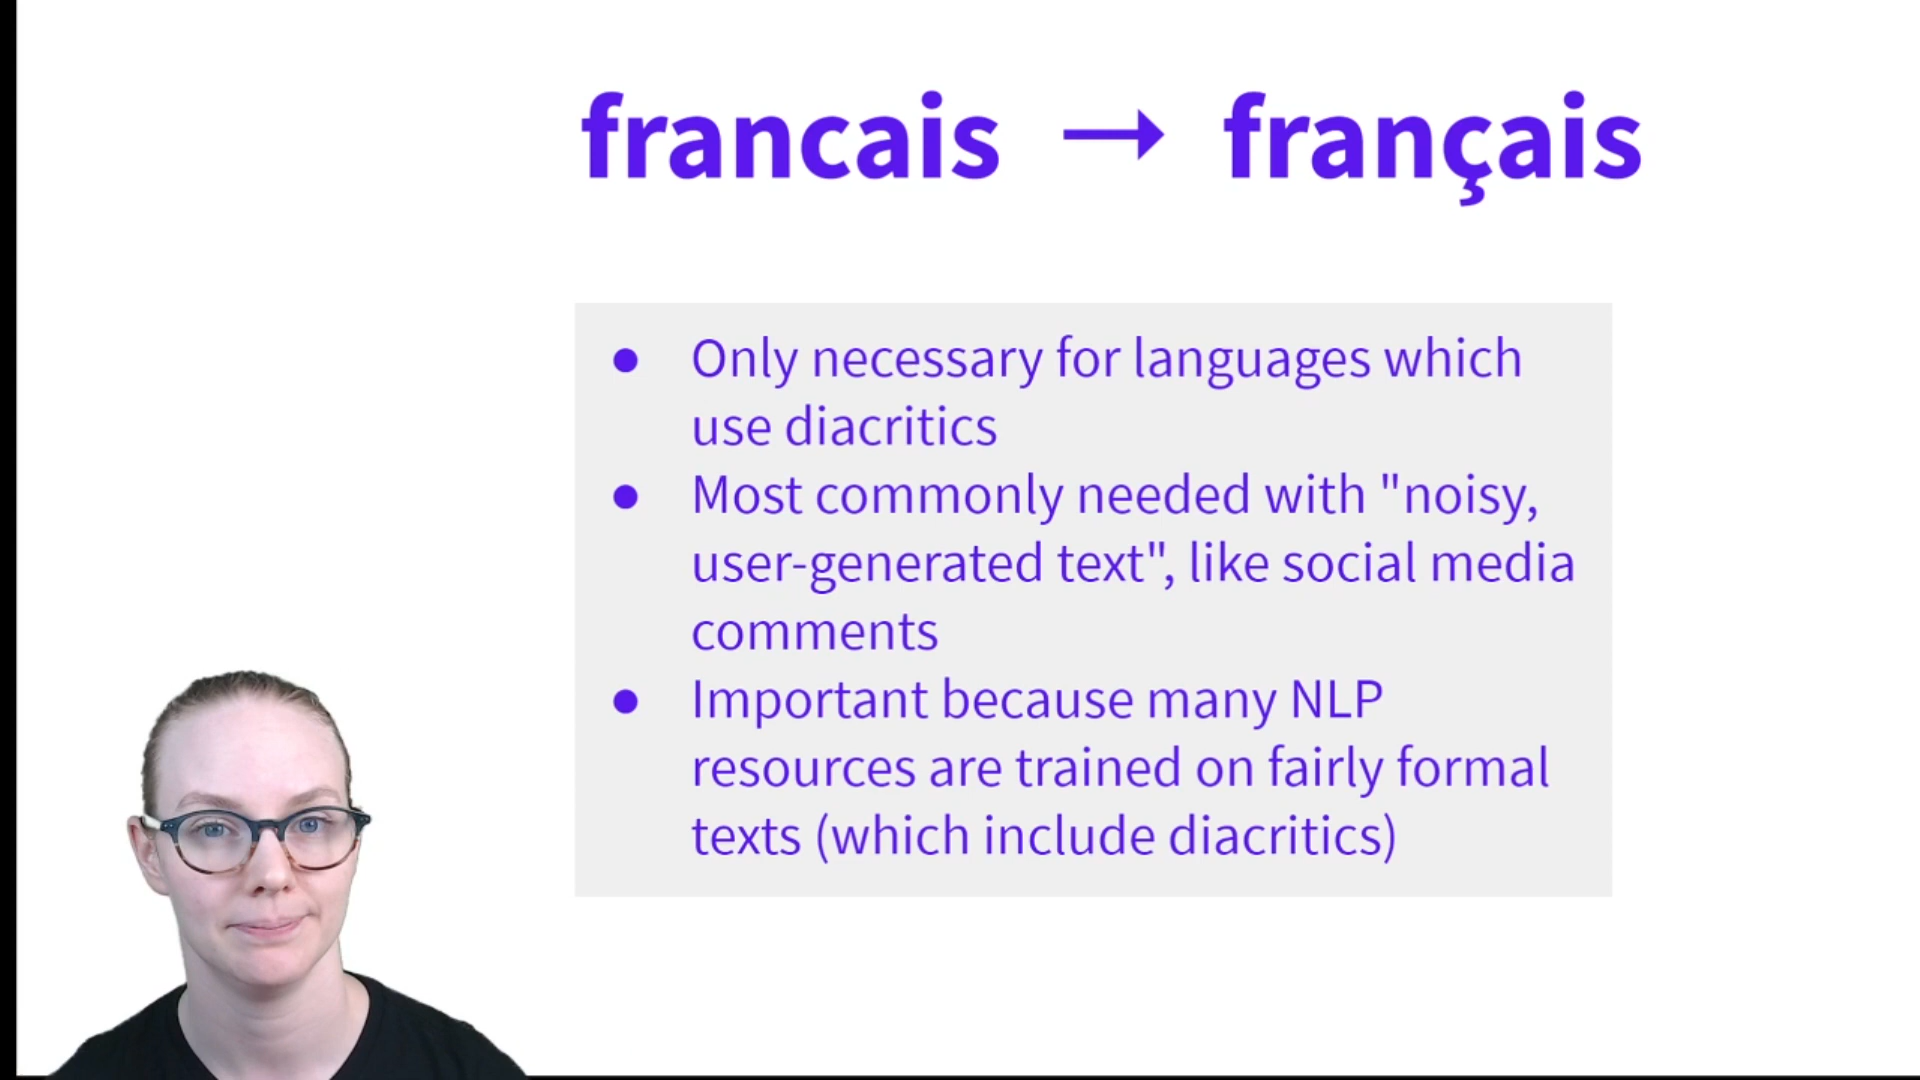 francais → français
● Only necessary for languages which
use diacritics
● Most commonly needed with "noisy,
user-generated text", like social media
comments
● Important because many NLP
resources are trained on fairly formal
texts (which include diacritics)